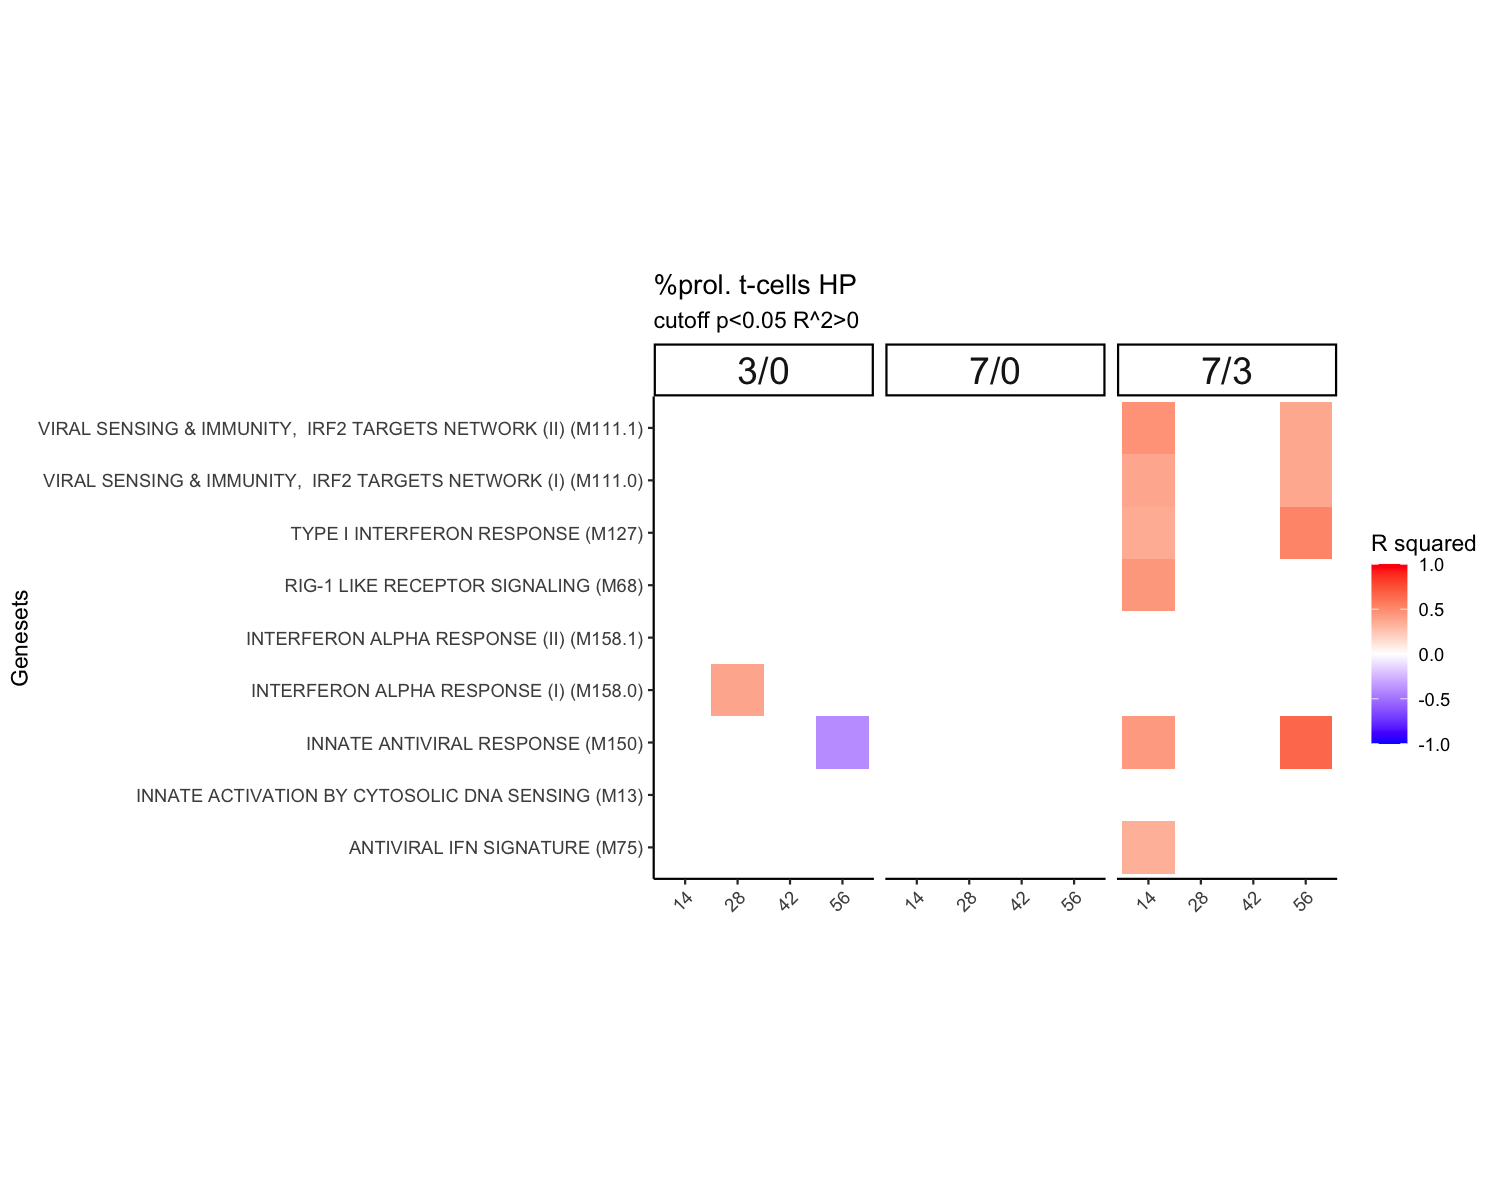 %prol. t-cells HP
cutoff p<0.05 R^2>0
3/0 7/0 7/3
VIRAL SENSING & IMMUNITY,  IRF2 TARGETS NETWORK (II) (M111.1)
VIRAL SENSING & IMMUNITY,  IRF2 TARGETS NETWORK (I) (M111.0)
TYPE I INTERFERON RESPONSE (M127)
RIG-1 LIKE RECEPTOR SIGNALING (M68)
INTERFERON ALPHA RESPONSE (II) (M158.1)
INTERFERON ALPHA RESPONSE (I) (M158.0)
INNATE ANTIVIRAL RESPONSE (M150)
INNATE ACTIVATION BY CYTOSOLIC DNA SENSING (M13)
ANTIVIRAL IFN SIGNATURE (M75)
Genesets
14 28 42 56 14 28 42 56 14 28 42 56
R squared
1.0
0.5
0.0
-0.5
-1.0